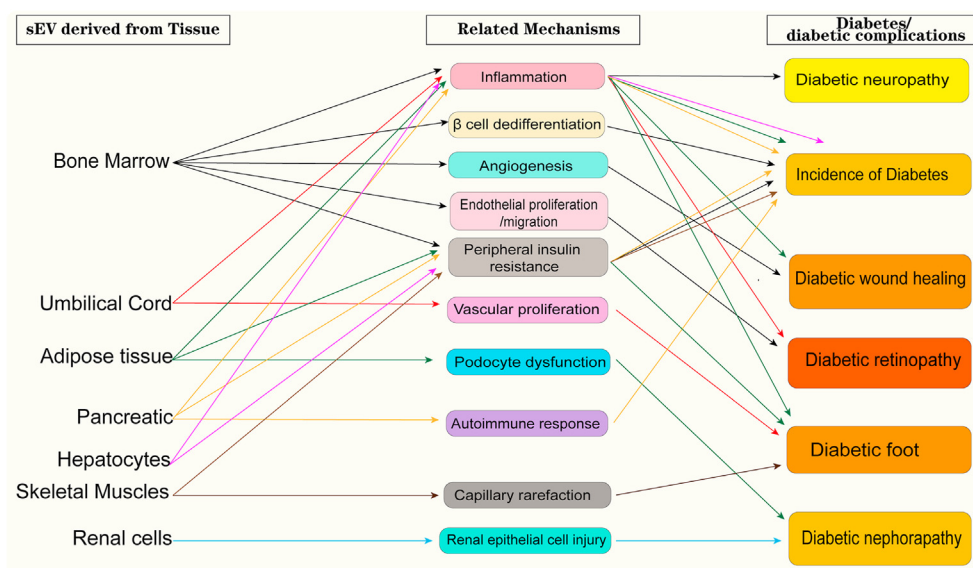 sEV derived from Tissue
Related Mechanisms
Diabetes/
diabetic complications
Bone Marrow
Umbilical Cord
Adipose tissue
Pancreatic
Hepatocytes
Skeletal Muscles
Renal cells
Inflammation
β cell dedifferentiation
Angiogenesis
Endothelial proliferation
/migration
Peripheral insulin
resistance
Vascular proliferation
Podocyte dysfunction
Autoimmune response
Capillary rarefaction
Renal epithelial cell injury
Diabetic neuropathy
Incidence of Diabetes
Diabetic wound healing
Diabetic retinopathy
Diabetic foot
Diabetic nephorapathy